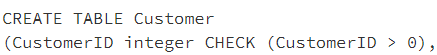 CREATE TABLE Customer
(CustomerID integer CHECK (CustomerID > 0),